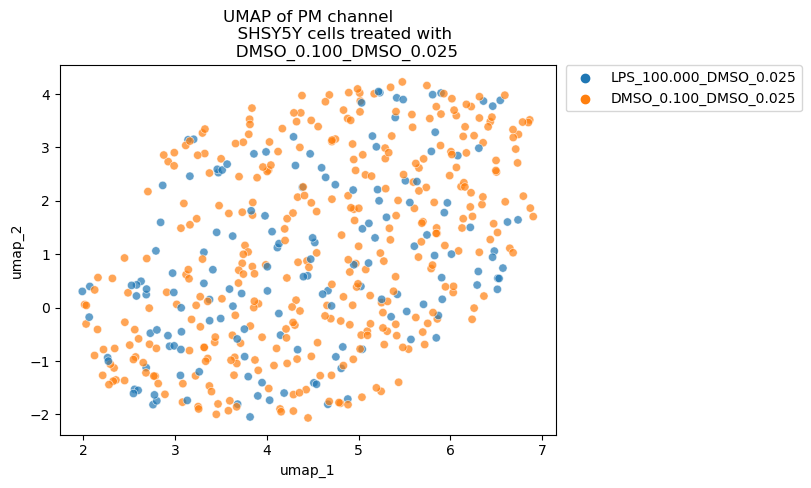 UMAP of PM channel
SHSY5Y cells treated with
DMSO_0.100_DMSO_0.025
LPS_100.000_DMSO_0.025
DMSO_0.100_DMSO_0.025
4
3
2
1
0
−1
−2
umap_2
2 3 4 5 6 7
umap_1